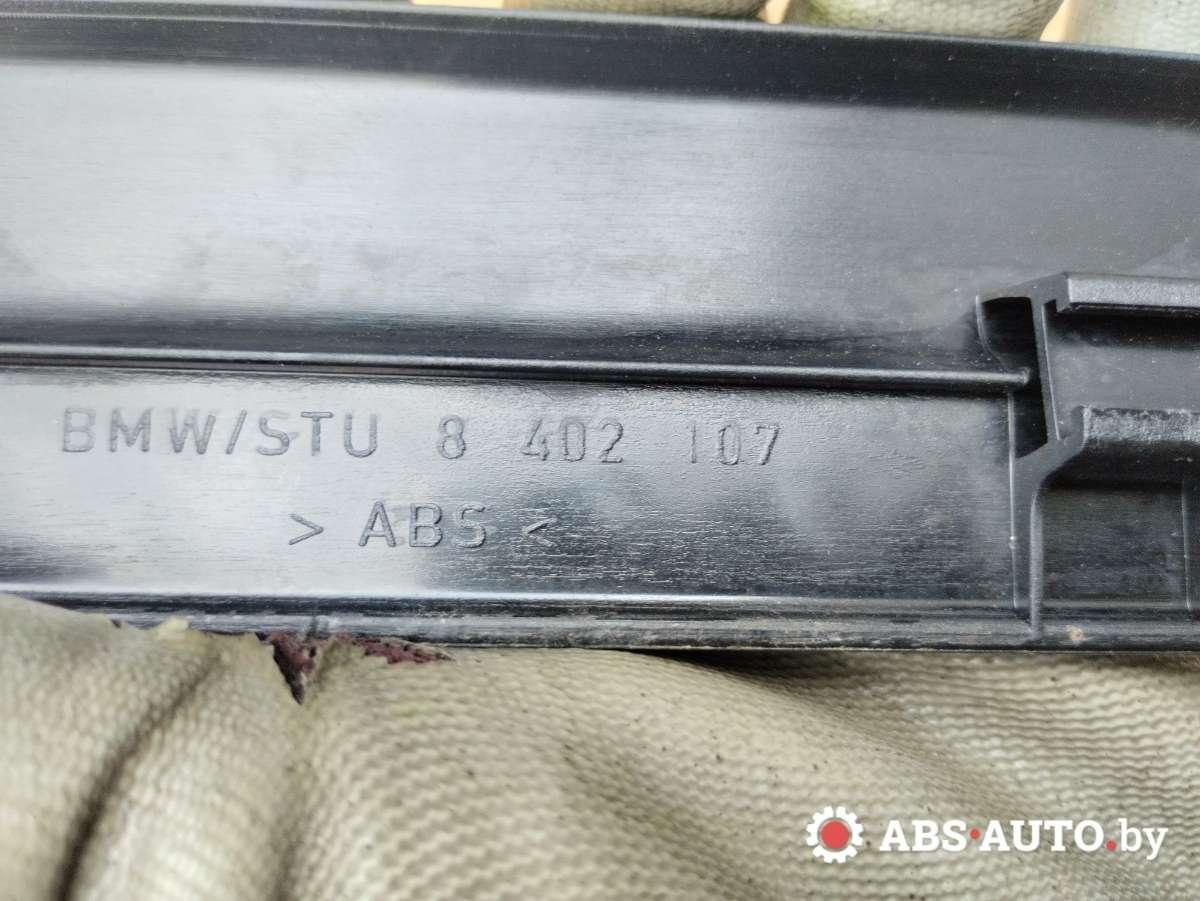 BMW/STU 8 402 107
> ABS <
ABS·AUTO.by